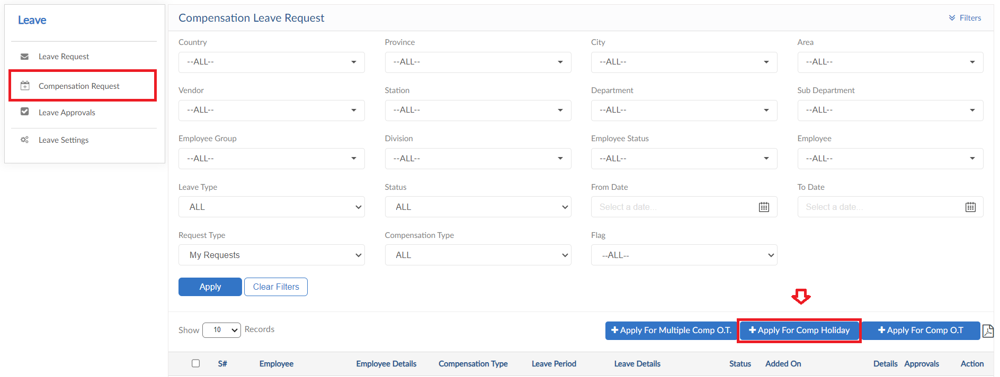 Leave
Leave Request
Compensation Request
Leave Approvals
Leave Settings
Compensation Leave Request
Filters
Country Province City Area
--ALL-- --ALL-- --ALL-- --ALL--
Vendor Station Department Sub Department
--ALL-- --ALL-- --ALL-- --ALL--
Employee Group Division Employee Status Employee
--ALL-- --ALL-- --ALL-- --ALL--
Leave Type Status From Date To Date
ALL ALL Select a date... Select a date...
Request Type Compensation Type Flag
My Requests ALL --ALL--
Apply Clear Filters
Show 10 Records + Apply For Multiple Comp O.T. + Apply For Comp Holiday + Apply For Comp O.T
S# Employee Employee Details Compensation Type Leave Period Leave Details Status Added On Details Approvals Action